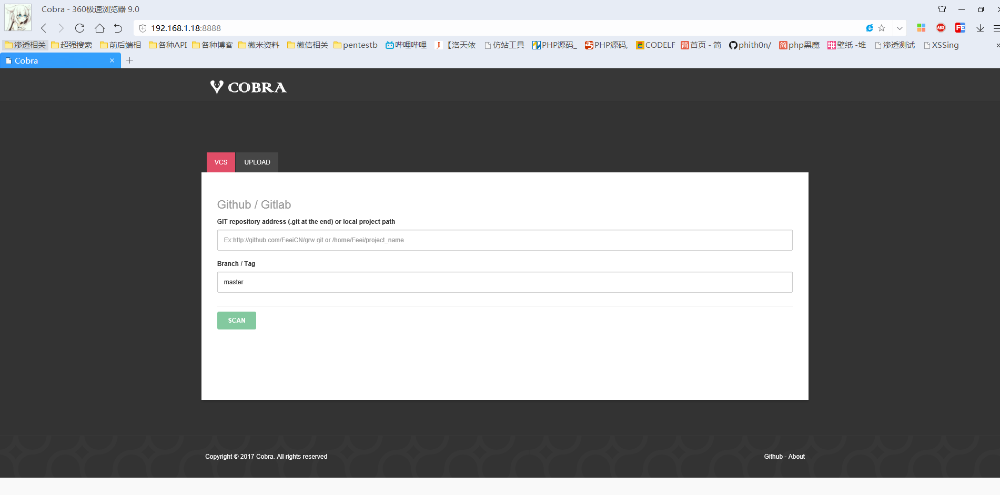 Cobra - 360极速浏览器 9.0
192.168.1.18:8888
渗透相关 超强搜索 前后端相 各种API 各种博客 微米资料 微信相关 pentestb 哔哩哔哩 【洛天依 仿站工具 PHP源码_ PHP源码, CODELF 首页 - 简 phith0n/ php黑魔 壁纸 -堆 渗透测试 XSSing
Cobra
COBRA
VCS UPLOAD
Github / Gitlab
GIT repository address (.git at the end) or local project path
Ex:http://github.com/FeeiCN/grw.git or /home/Feei/project_name
Branch / Tag
master
SCAN
Copyright © 2017 Cobra. All rights reserved
Github - About